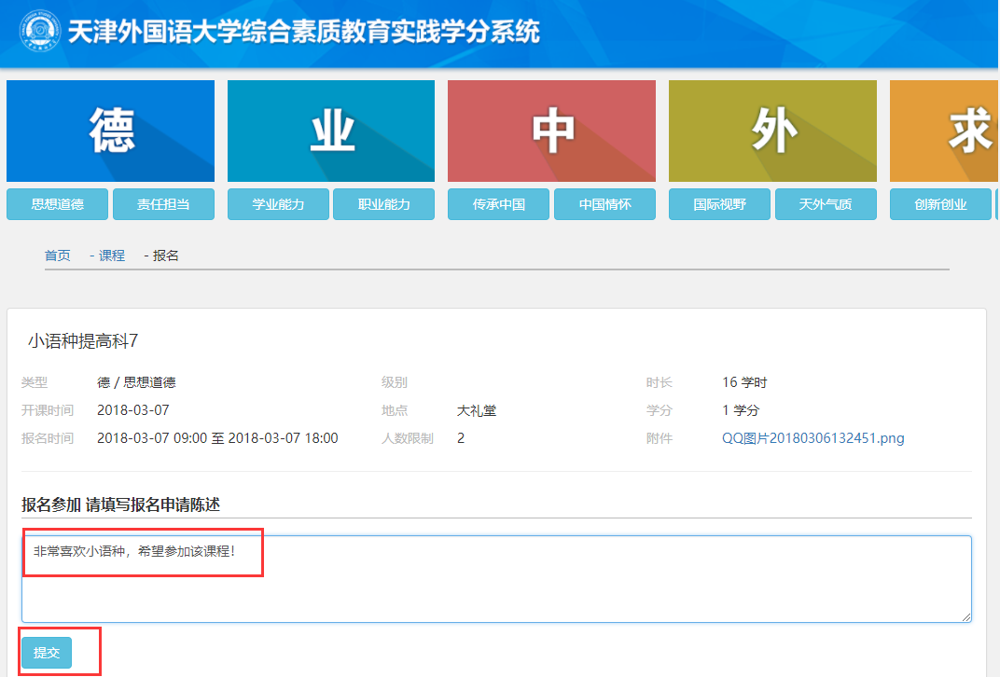 天津外国语大学综合素质教育实践学分系统
德 业 中 外 求
思想道德 责任担当 学业能力 职业能力 传承中国 中国情怀 国际视野 天外气质 创新创业
首页 - 课程 - 报名
小语种提高科7
类型 德 / 思想道德 级别 时长 16 学时
开课时间 2018-03-07 地点 大礼堂 学分 1 学分
报名时间 2018-03-07 09:00 至 2018-03-07 18:00 人数限制 2 附件 QQ图片20180306132451.png
报名参加 请填写报名申请陈述
非常喜欢小语种，希望参加该课程！
提交